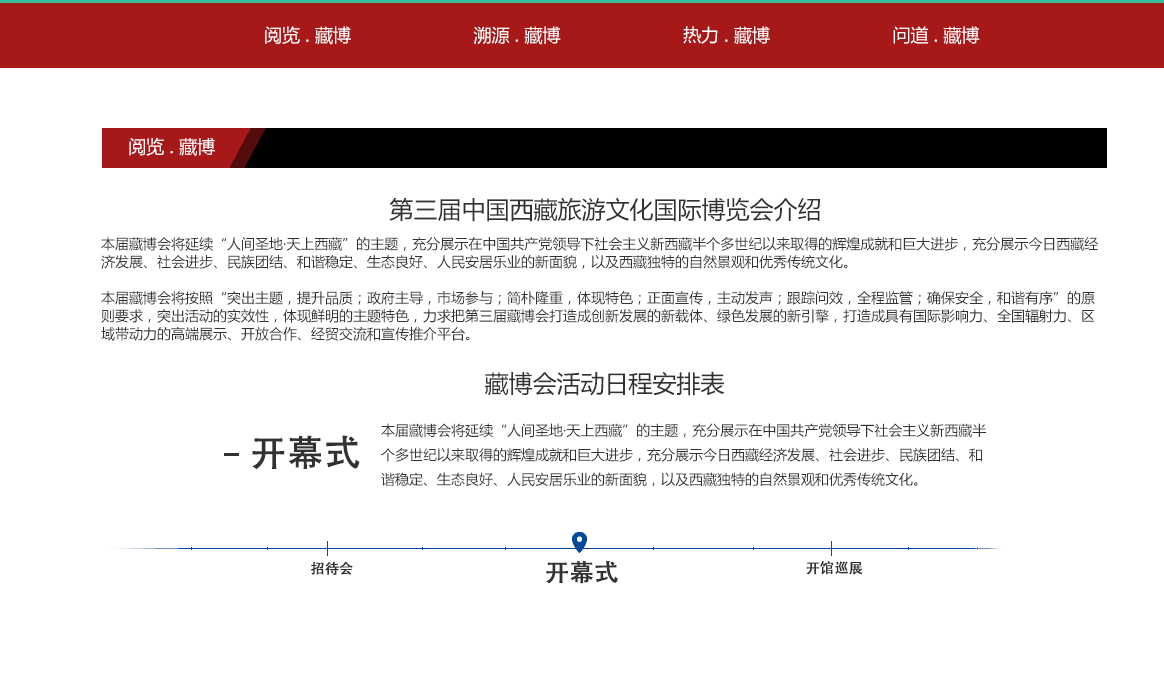 阅览 . 藏博
溯源 . 藏博
热力 . 藏博
问道 . 藏博
阅览 . 藏博
第三届中国西藏旅游文化国际博览会介绍
本届藏博会将延续“人间圣地·天上西藏”的主题，充分展示在中国共产党领导下社会主义新西藏半个多世纪以来取得的辉煌成就和巨大进步，充分展示今日西藏经
济发展、社会进步、民族团结、和谐稳定、生态良好、人民安居乐业的新面貌，以及西藏独特的自然景观和优秀传统文化。
本届藏博会将按照“突出主题，提升品质；政府主导，市场参与；简朴隆重，体现特色；正面宣传，主动发声；跟踪问效，全程监管；确保安全，和谐有序”的原
则要求，突出活动的实效性，体现鲜明的主题特色，力求把第三届藏博会打造成创新发展的新载体、绿色发展的新引擎，打造成具有国际影响力、全国辐射力、区
域带动力的高端展示、开放合作、经贸交流和宣传推介平台。
藏博会活动日程安排表
– 开幕式
本届藏博会将延续“人间圣地·天上西藏”的主题，充分展示在中国共产党领导下社会主义新西藏半
个多世纪以来取得的辉煌成就和巨大进步，充分展示今日西藏经济发展、社会进步、民族团结、和
谐稳定、生态良好、人民安居乐业的新面貌，以及西藏独特的自然景观和优秀传统文化。
招待会
开幕式
开馆巡展